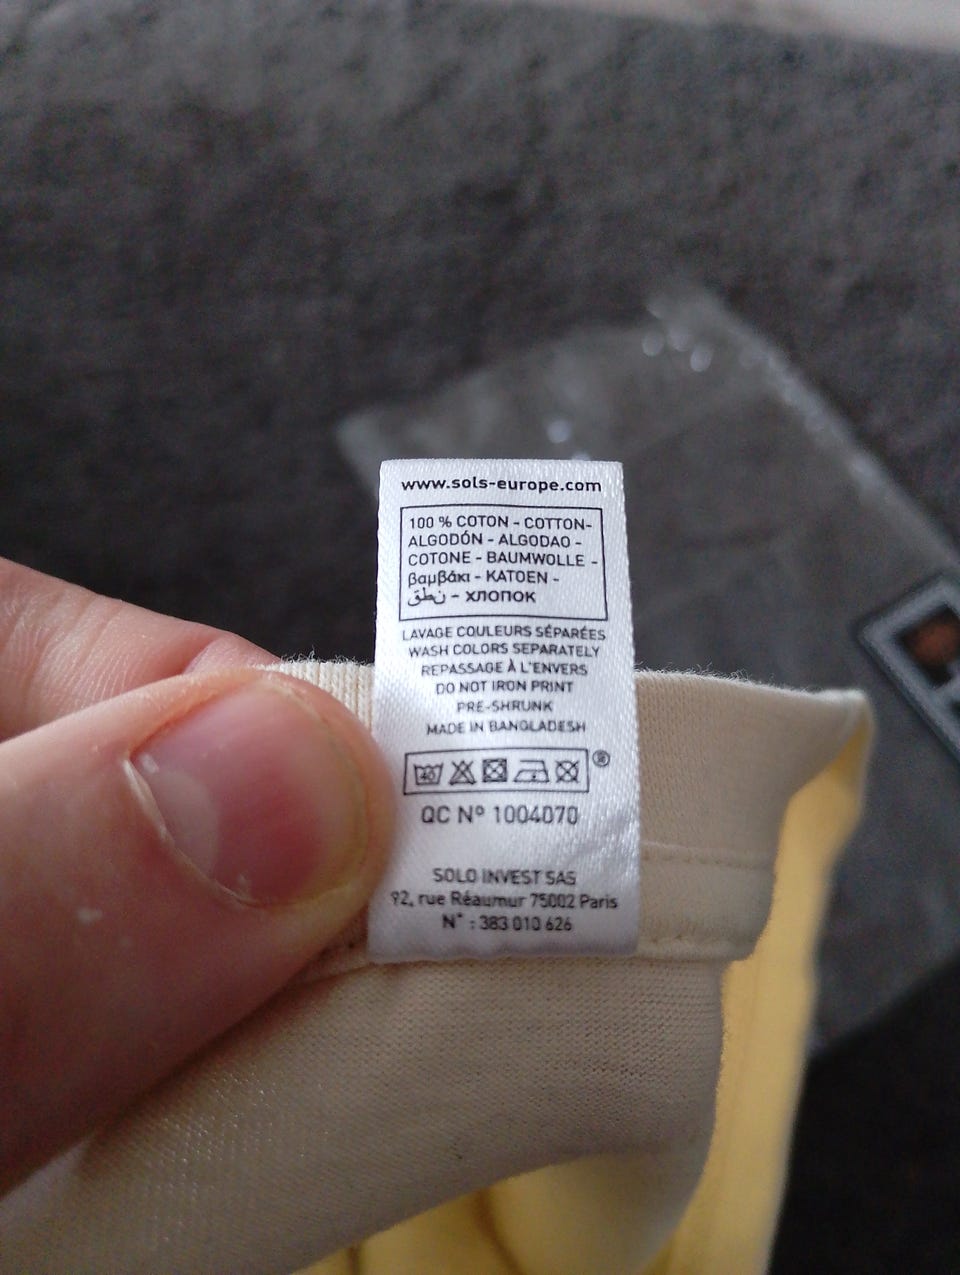 www.sols-europe.com
100 % COTON - COTTON-
ALGODÓN - ALGODAO -
COTONE - BAUMWOLLE -
βαμβάκι - KATOEN -
نطق - ХЛОПОК
LAVAGE COULEURS SÉPARÉES
WASH COLORS SEPARATELY
REPASSAGE À L'ENVERS
DO NOT IRON PRINT
PRE-SHRUNK
MADE IN BANGLADESH
40 ®
QC Nº 1004070
SOLO INVEST SAS
92, rue Réaumur 75002 Paris
N° : 383 010 626